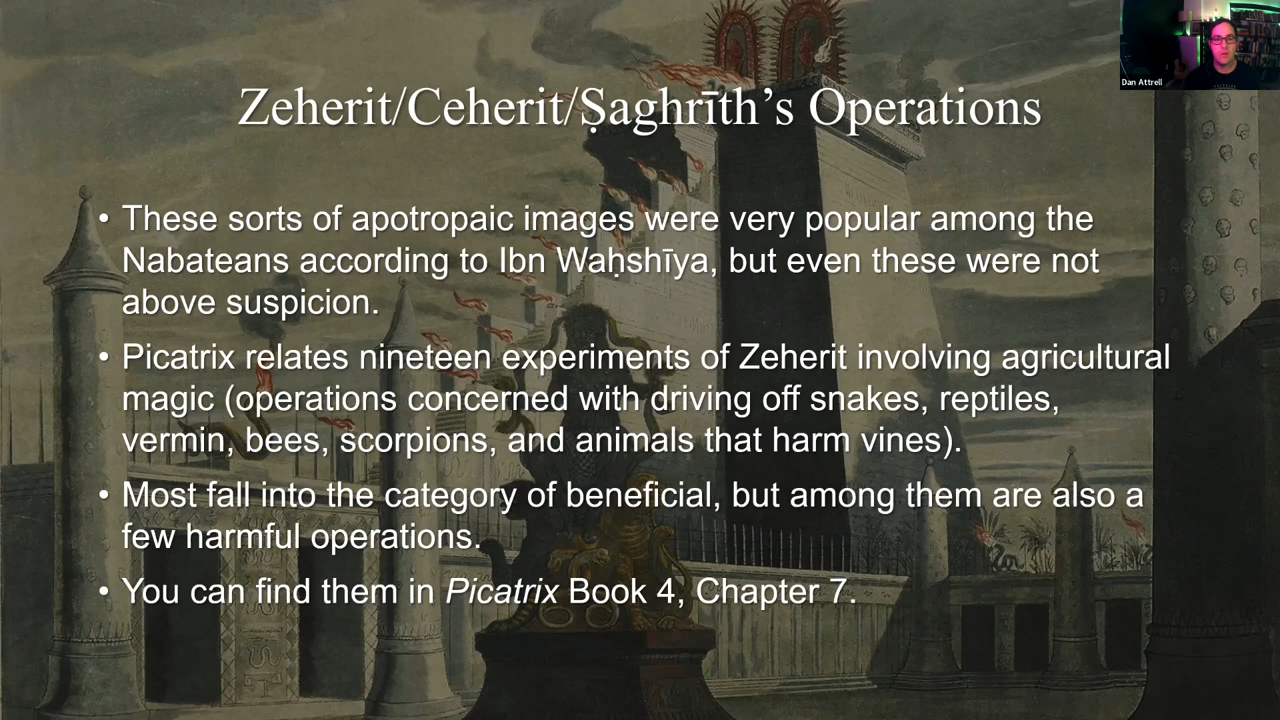 Dan Attrell
Zeherit/Ceherit/Ṣaghrīth’s Operations
• These sorts of apotropaic images were very popular among the
Nabateans according to Ibn Waḥshīya, but even these were not
above suspicion.
• Picatrix relates nineteen experiments of Zeherit involving agricultural
magic (operations concerned with driving off snakes, reptiles,
vermin, bees, scorpions, and animals that harm vines).
• Most fall into the category of beneficial, but among them are also a
few harmful operations.
• You can find them in Picatrix Book 4, Chapter 7.